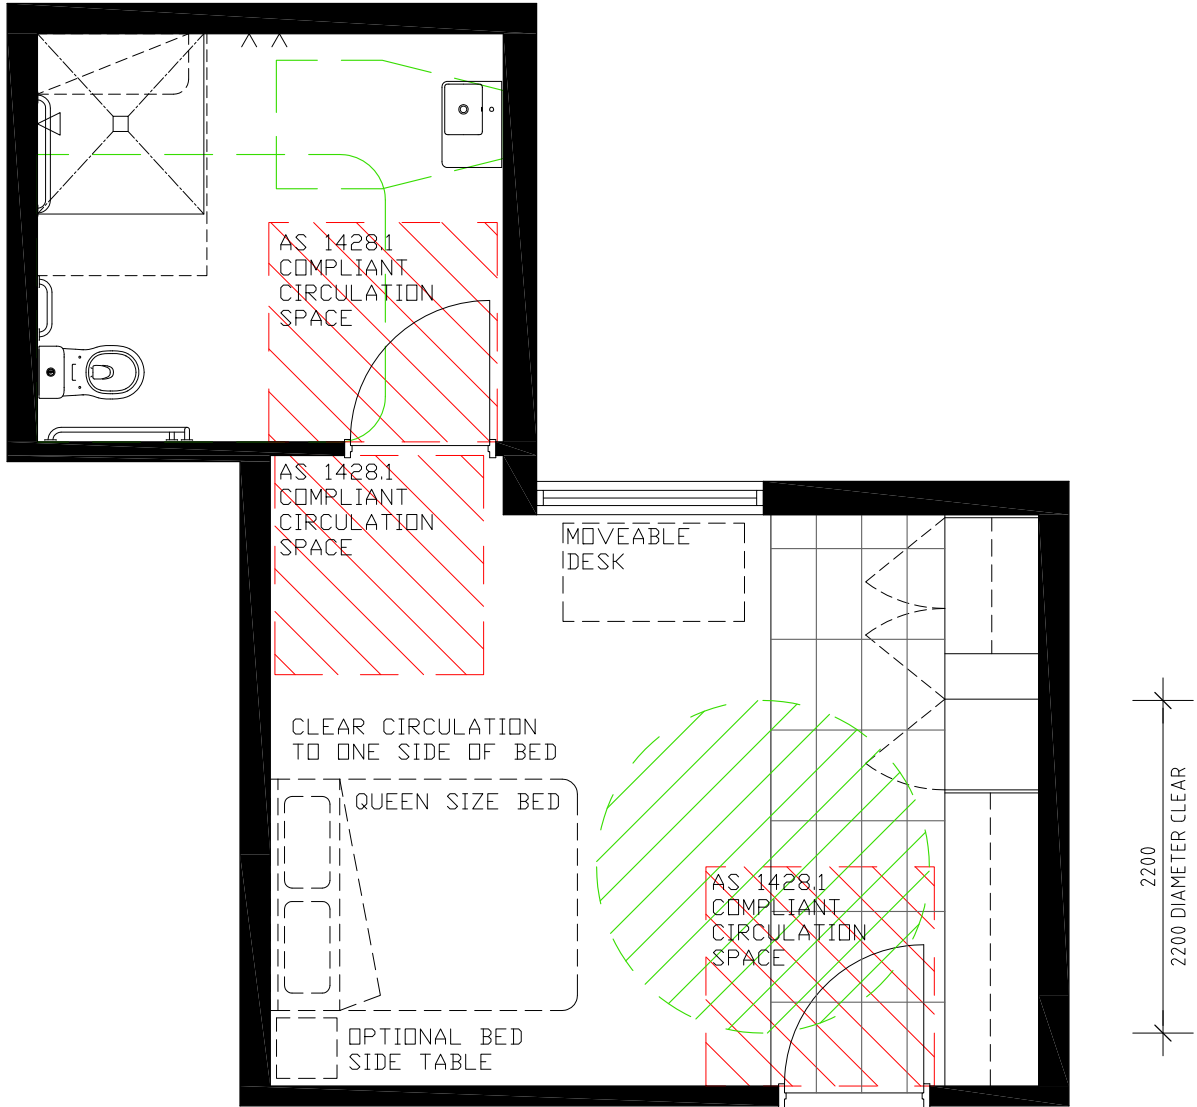 AS 1428.1
COMPLIANT
CIRCULATION
SPACE
AS 1428.1
COMPLIANT
CIRCULATION
SPACE
MOVEABLE
DESK
CLEAR CIRCULATION
TO ONE SIDE OF BED
QUEEN SIZE BED
AS 1428.1
COMPLIANT
CIRCULATION
SPACE
OPTIONAL BED
SIDE TABLE
2200
2200 DIAMETER CLEAR